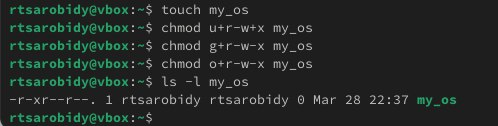 rtsarobidy@vbox:~$ touch my_os
rtsarobidy@vbox:~$ chmod u+r-w+x my_os
rtsarobidy@vbox:~$ chmod g+r-w-x my_os
rtsarobidy@vbox:~$ chmod o+r-w-x my_os
rtsarobidy@vbox:~$ ls -l my_os
-r-xr--r--. 1 rtsarobidy rtsarobidy 0 Mar 28 22:37 my_os
rtsarobidy@vbox:~$